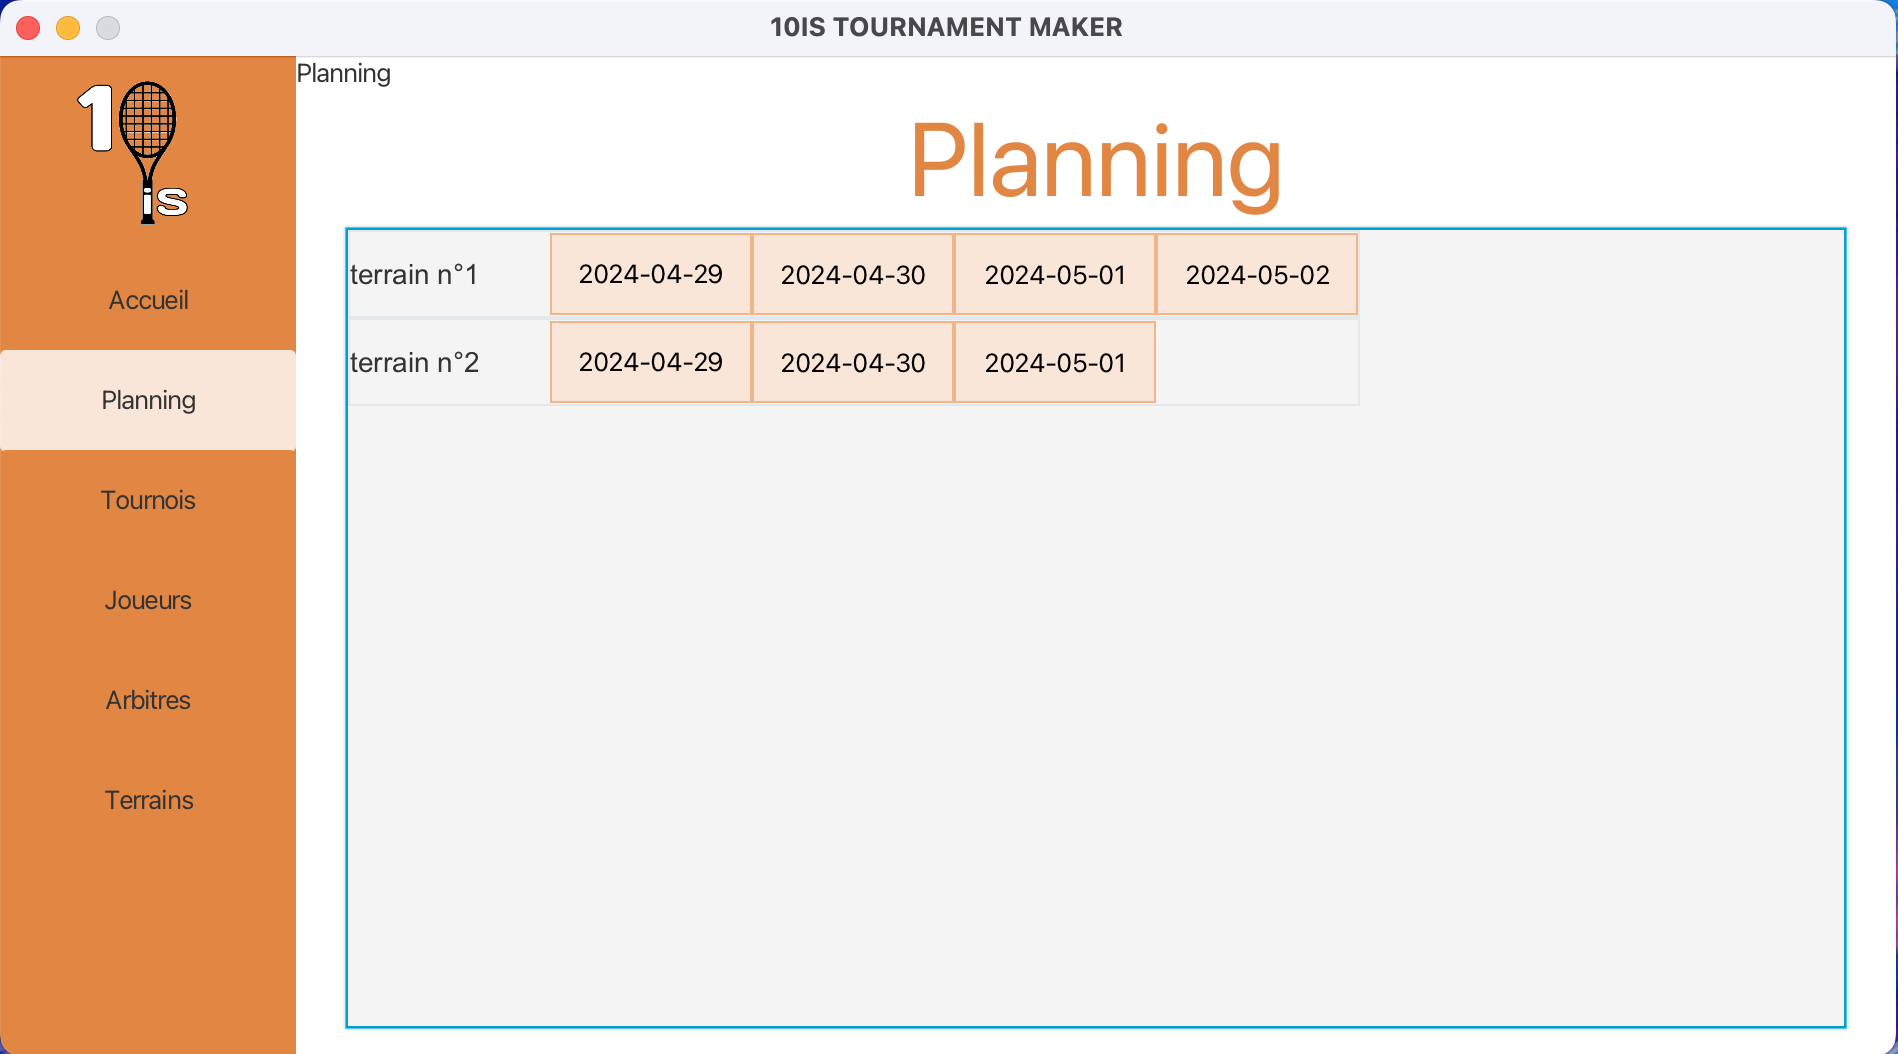 10IS TOURNAMENT MAKER
10
is
Planning
Planning
Accueil
Planning
Tournois
Joueurs
Arbitres
Terrains
terrain n°1 2024-04-29 2024-04-30 2024-05-01 2024-05-02
terrain n°2 2024-04-29 2024-04-30 2024-05-01